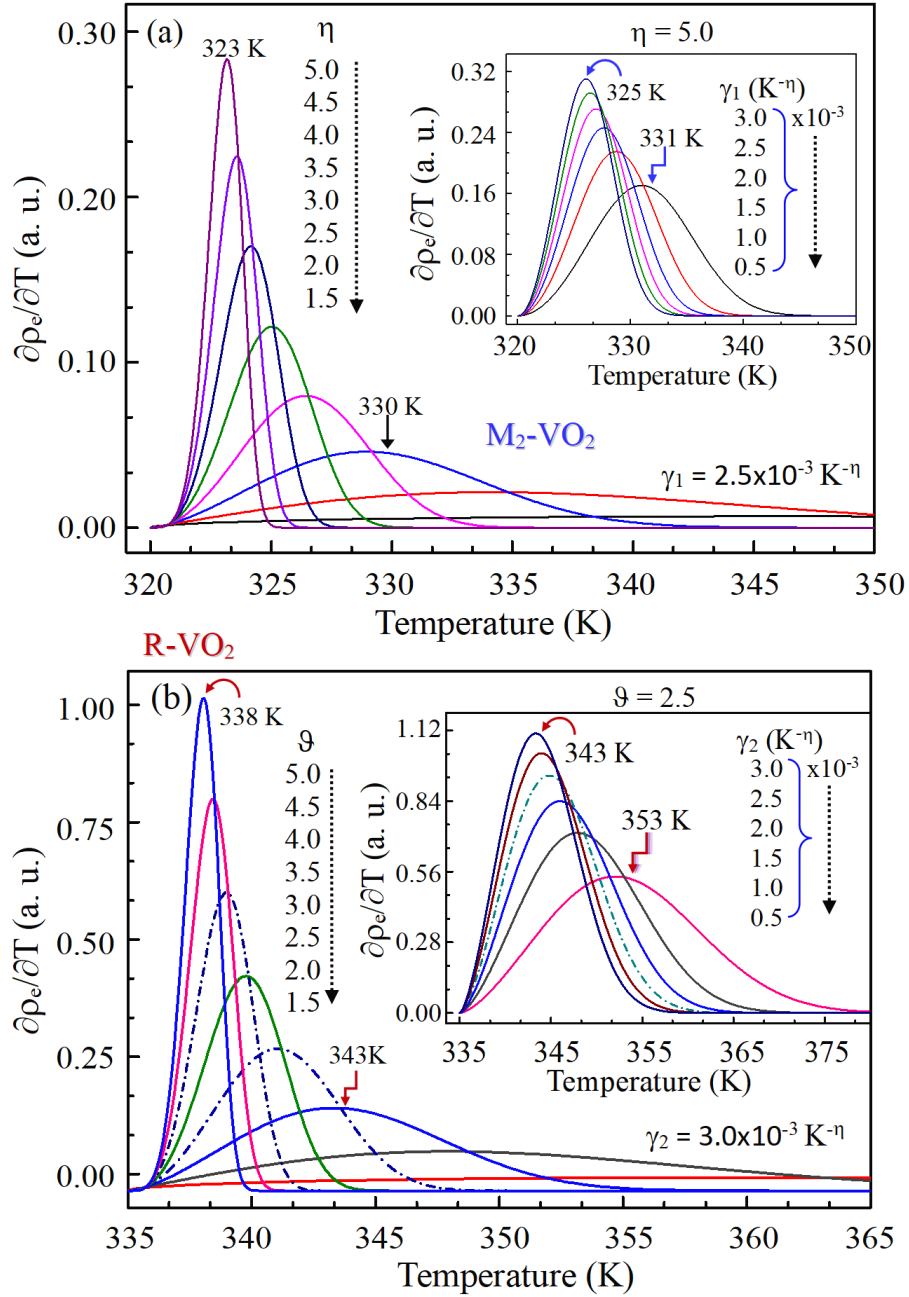 (a)
323 K
η
5.0
4.5
4.0
3.5
3.0
2.5
2.0
1.5
0.30
0.20
0.10
0.00
∂ρe/∂T (a. u.)
330 K
M2-VO2
γ1 = 2.5x10-3 K-η
320 325 330 335 340 345 350
Temperature (K)
η = 5.0
0.32
0.24
0.16
0.08
0.00
∂ρe/∂T (a. u.)
325 K
331 K
γ1 (K-η)
3.0 x10-3
2.5
2.0
1.5
1.0
0.5
320 330 340 350
Temperature (K)
R-VO2
(b)
338 K
ϑ
5.0
4.5
4.0
3.5
3.0
2.5
2.0
1.5
1.00
0.75
0.50
0.25
0.00
∂ρe/∂T (a. u.)
343K
γ2 = 3.0x10-3 K-η
335 340 345 350 355 360 365
Temperature (K)
ϑ = 2.5
1.12
0.84
0.56
0.28
0.00
∂ρe/∂T (a. u.)
343 K
353 K
γ2 (K-η)
3.0 x10-3
2.5
2.0
1.5
1.0
0.5
335 345 355 365 375
Temperature (K)